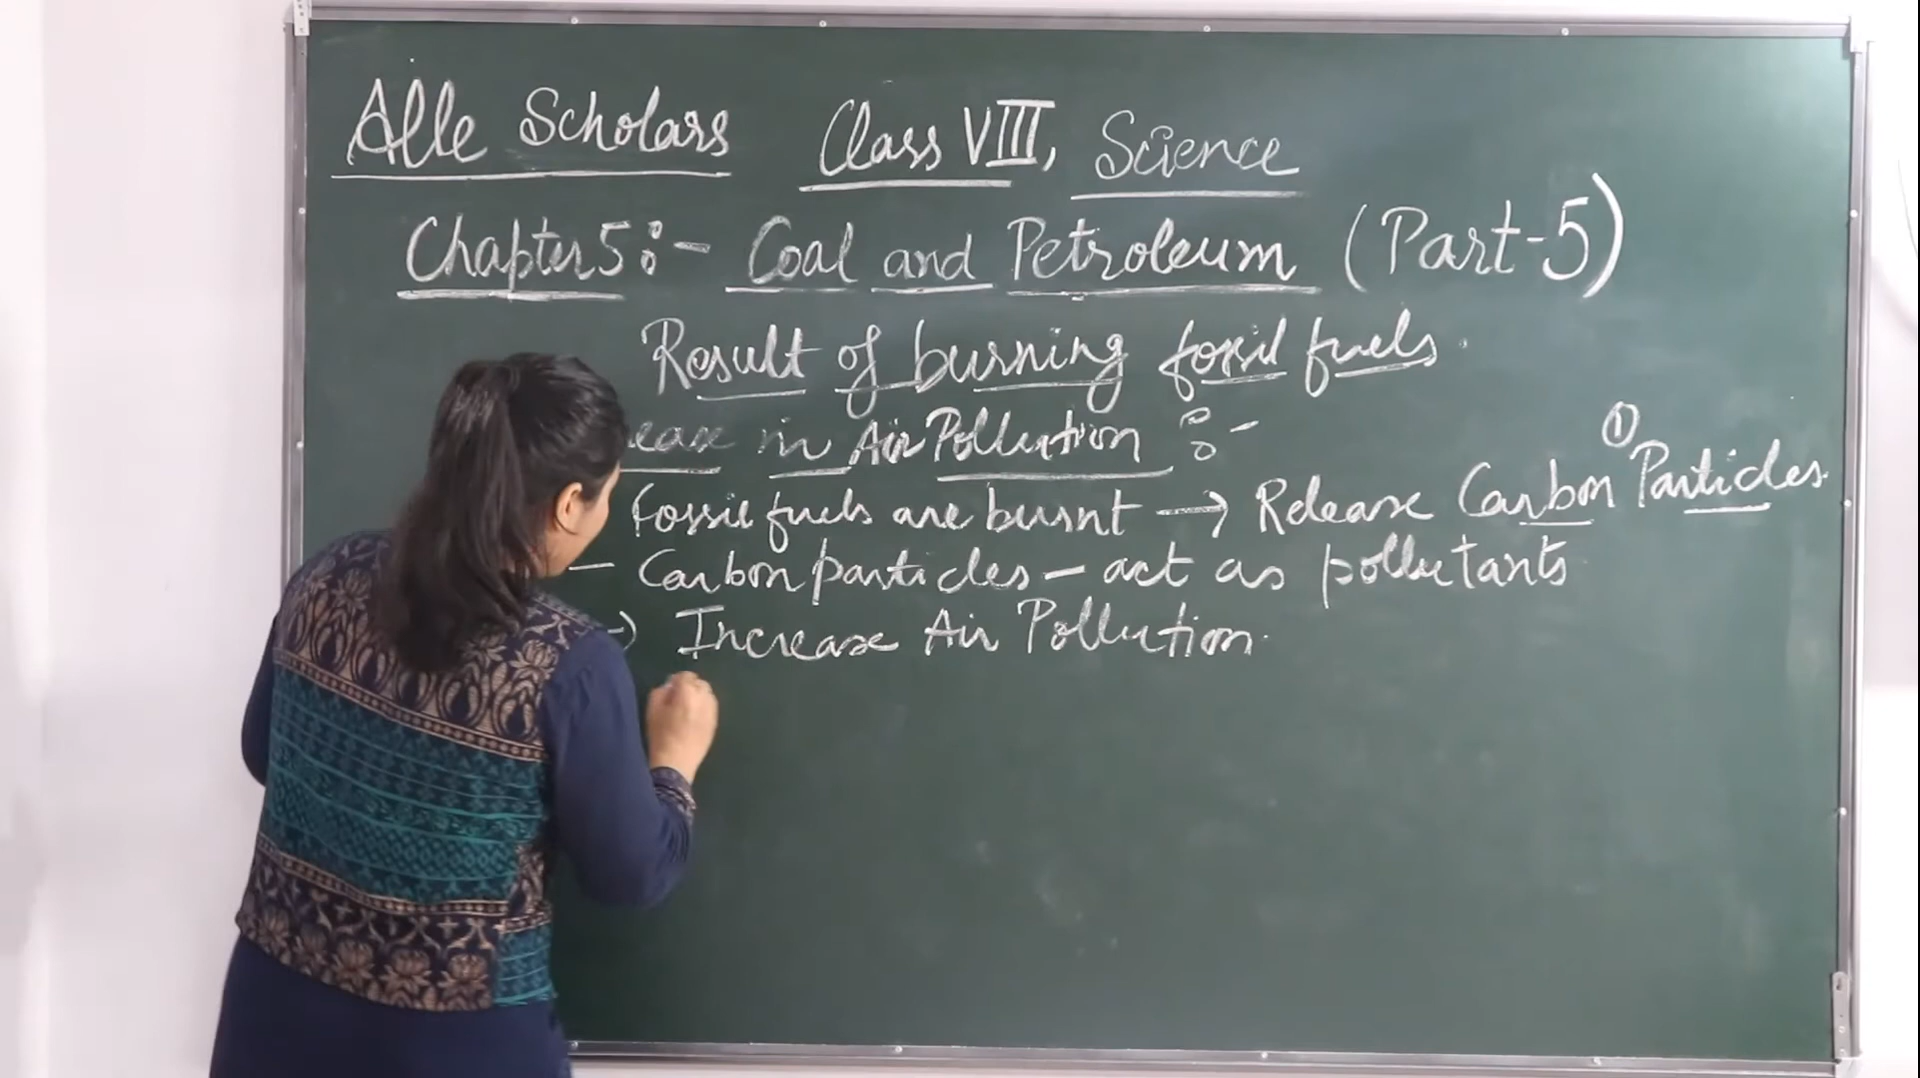 Alle Scholars Class VIII, Science
Chapter 5:- Coal and Petroleum (Part-5)
Result of burning fossil fuels.
in Air Pollution :-
Fossil fuels are burnt → Release Carbon Particles. ①
- Carbon particles - act as pollutants
→ Increase Air Pollution.